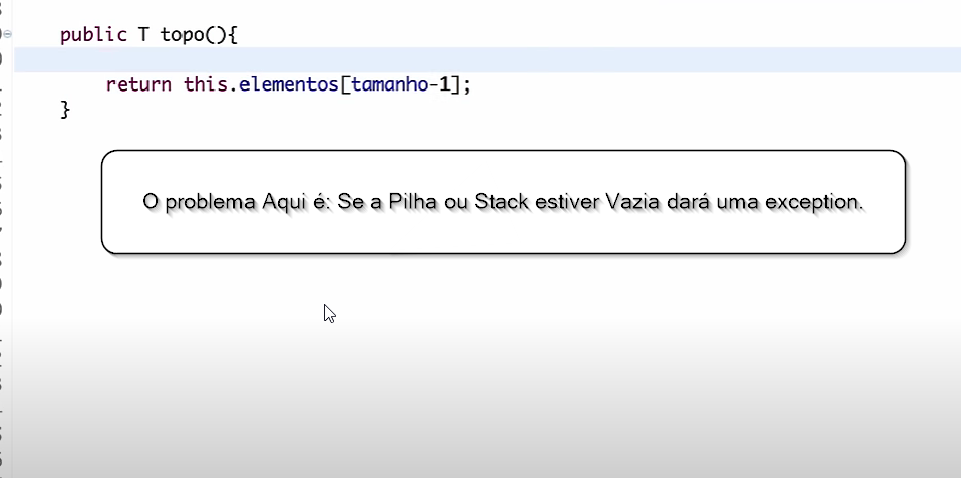 public T topo(){
return this.elementos[tamanho-1];
}
O problema Aqui é: Se a Pilha ou Stack estiver Vazia dará uma exception.